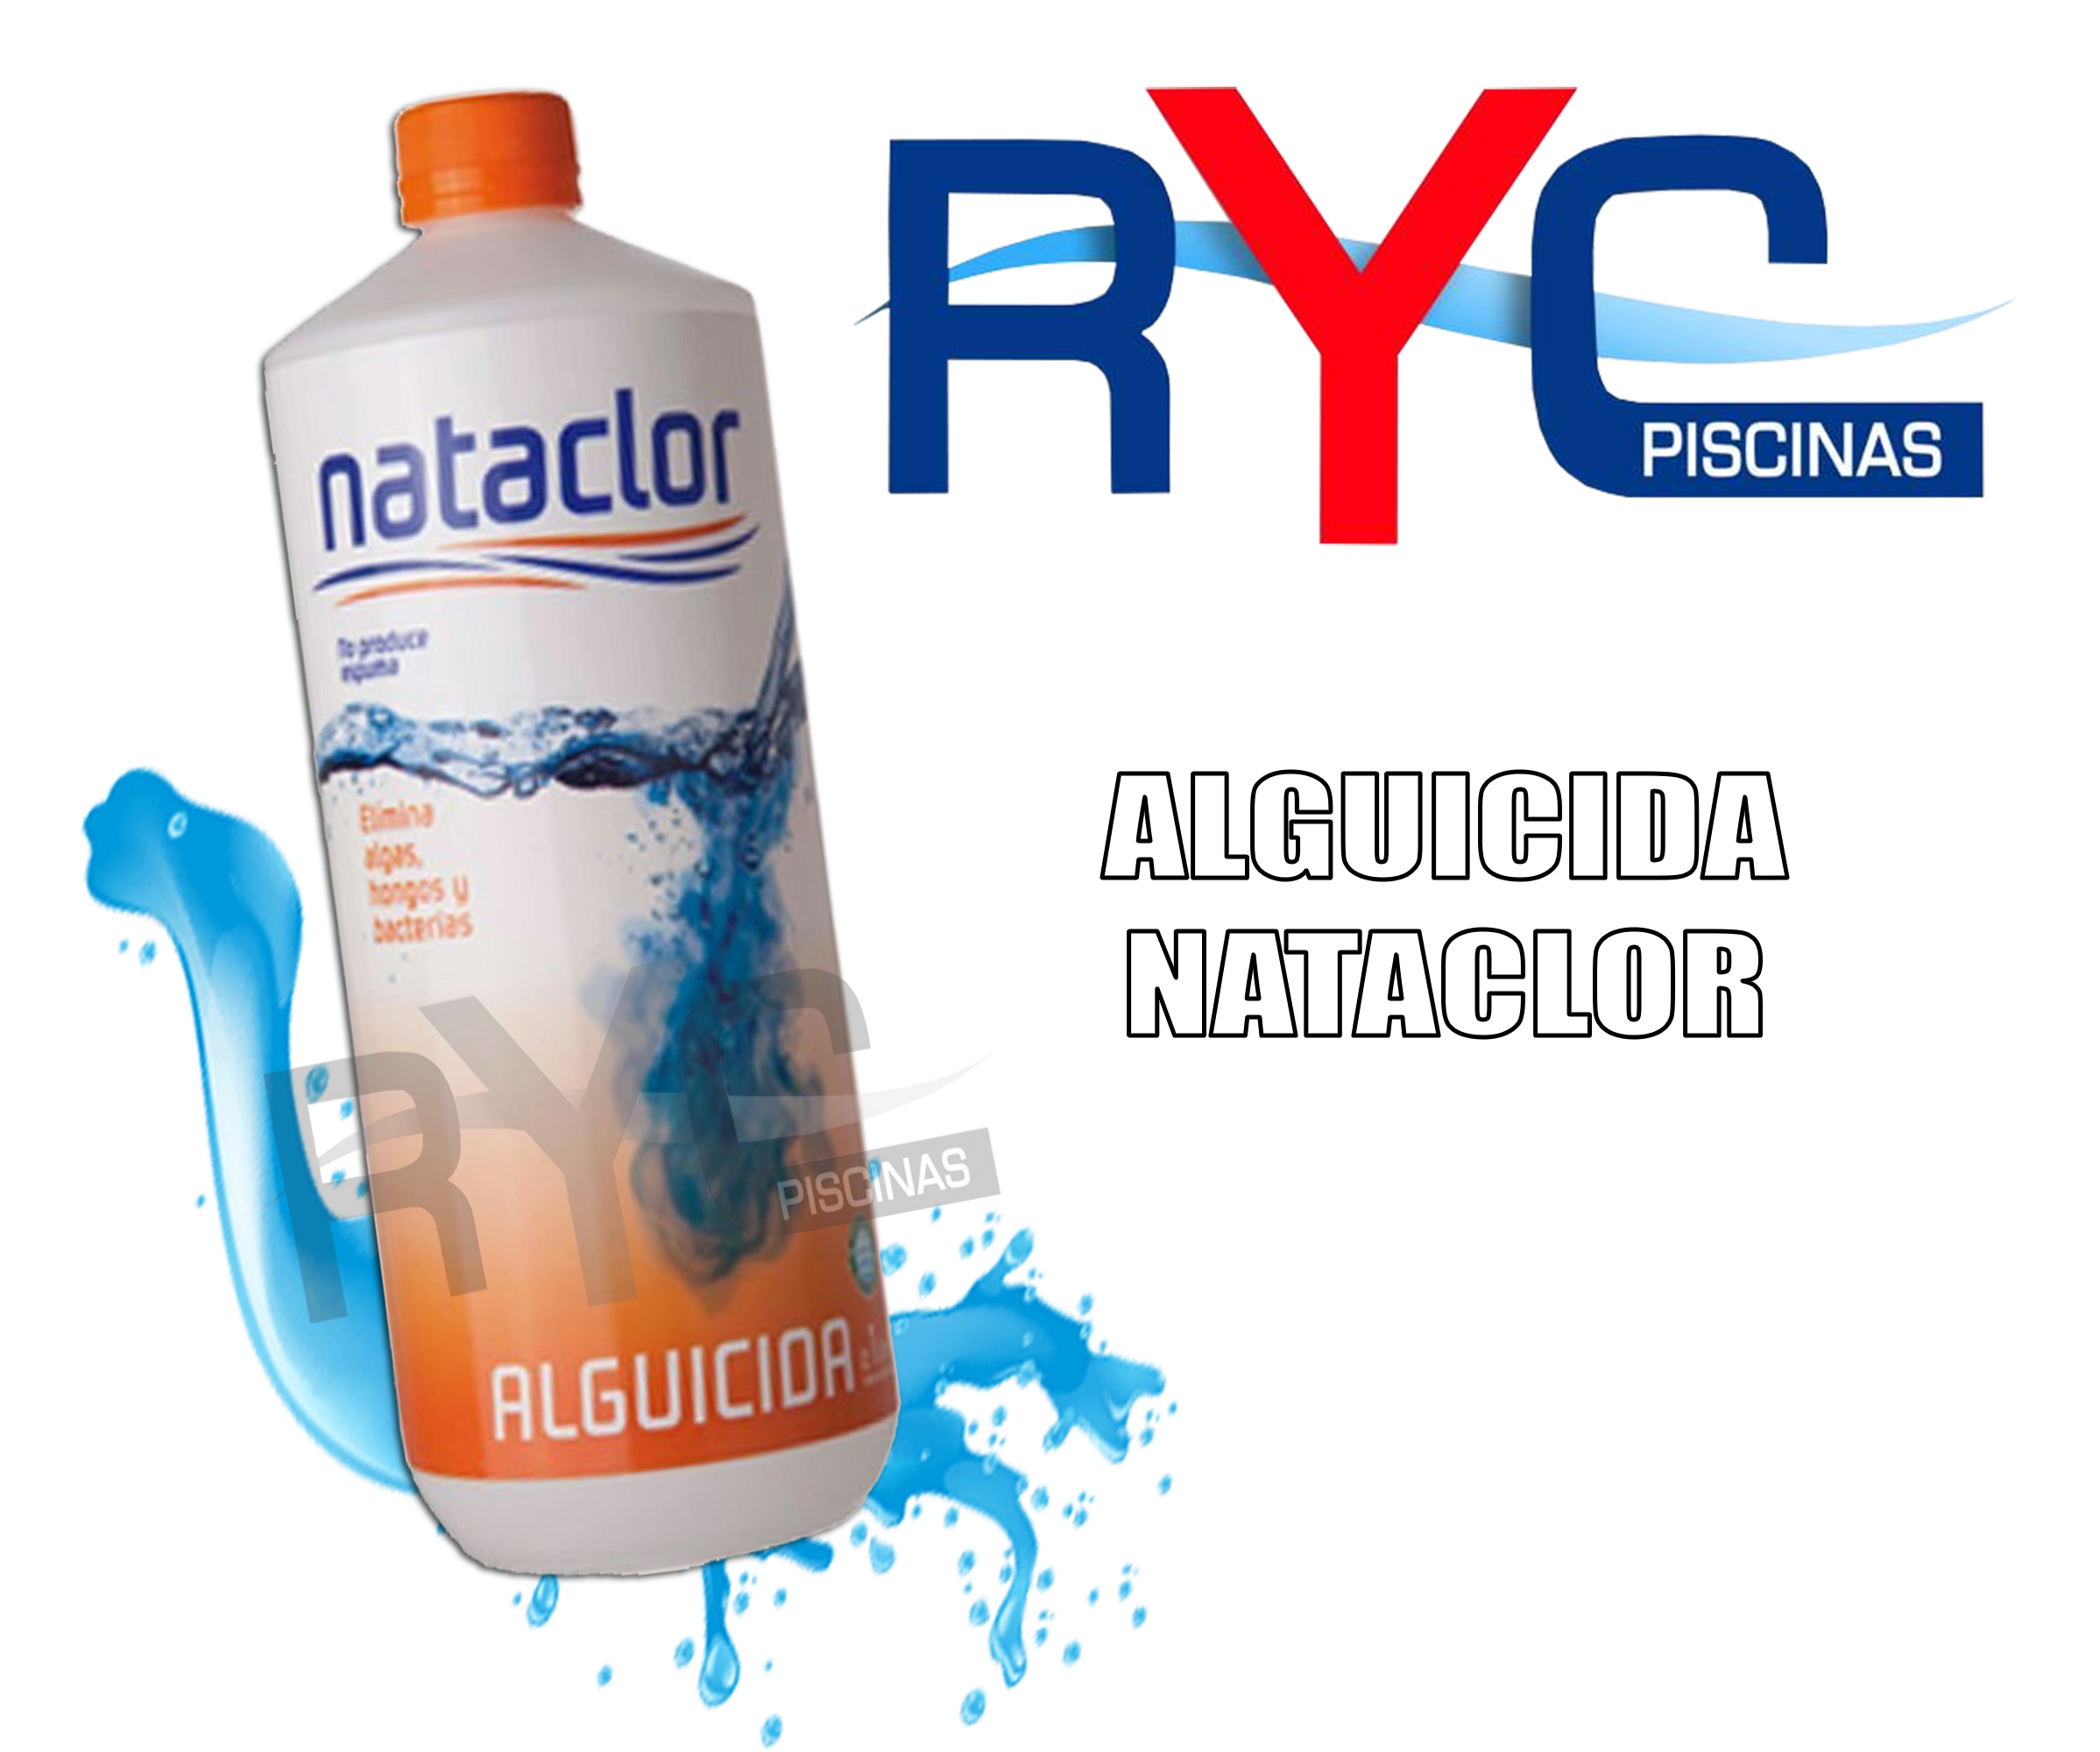 RYC
PISCINAS
nataclor
No produce
espuma
Elimina
algas,
hongos y
bacterias
ALGUICIDA
NATACLOR
RYC
PISCINAS
ALGUICIDA